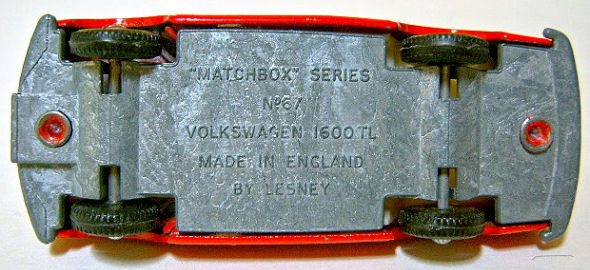 "MATCHBOX" SERIES
Nº67
VOLKSWAGEN 1600 TL
MADE IN ENGLAND
BY LESNEY